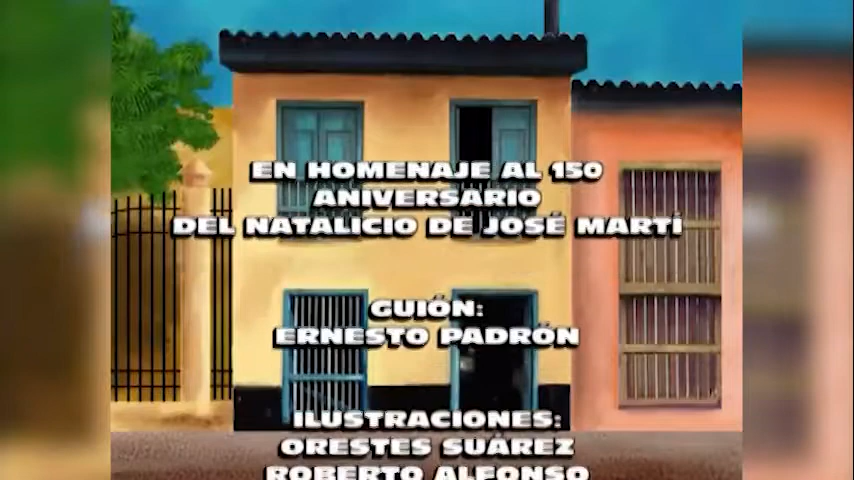 EN HOMENAJE AL 150
ANIVERSARIO
DEL NATALICIO DE JOSÉ MARTÍ
GUIÓN:
ERNESTO PADRÓN
ILUSTRACIONES:
ORESTES SUÁREZ
ROBERTO ALFONSO